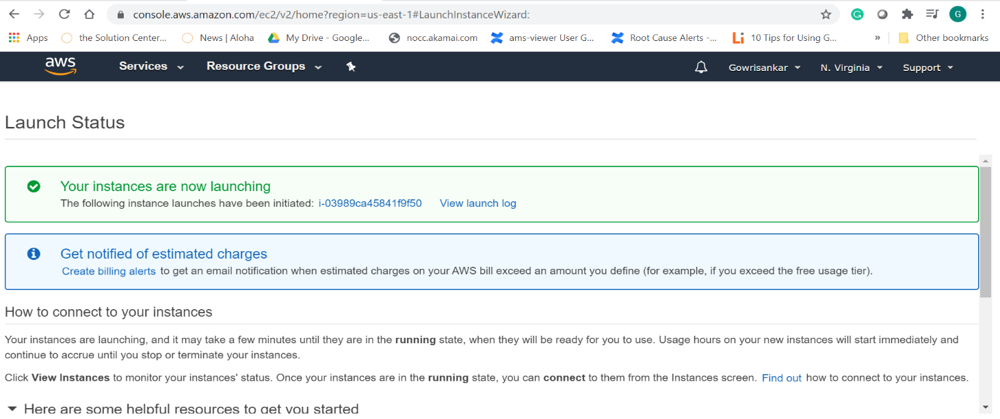 console.aws.amazon.com/ec2/v2/home?region=us-east-1#LaunchInstanceWizard:
G
G
Apps the Solution Center... News | Aloha My Drive - Google... nocc.akamai.com ams-viewer User G... Root Cause Alerts -... Li 10 Tips for Using G... » Other bookmarks
aws Services Resource Groups Gowrisankar N. Virginia Support
Launch Status
Your instances are now launching
The following instance launches have been initiated: i-03989ca45841f9f50 View launch log
Get notified of estimated charges
Create billing alerts to get an email notification when estimated charges on your AWS bill exceed an amount you define (for example, if you exceed the free usage tier).
How to connect to your instances
Your instances are launching, and it may take a few minutes until they are in the running state, when they will be ready for you to use. Usage hours on your new instances will start immediately and
continue to accrue until you stop or terminate your instances.
Click View Instances to monitor your instances' status. Once your instances are in the running state, you can connect to them from the Instances screen. Find out how to connect to your instances.
Here are some helpful resources to get you started